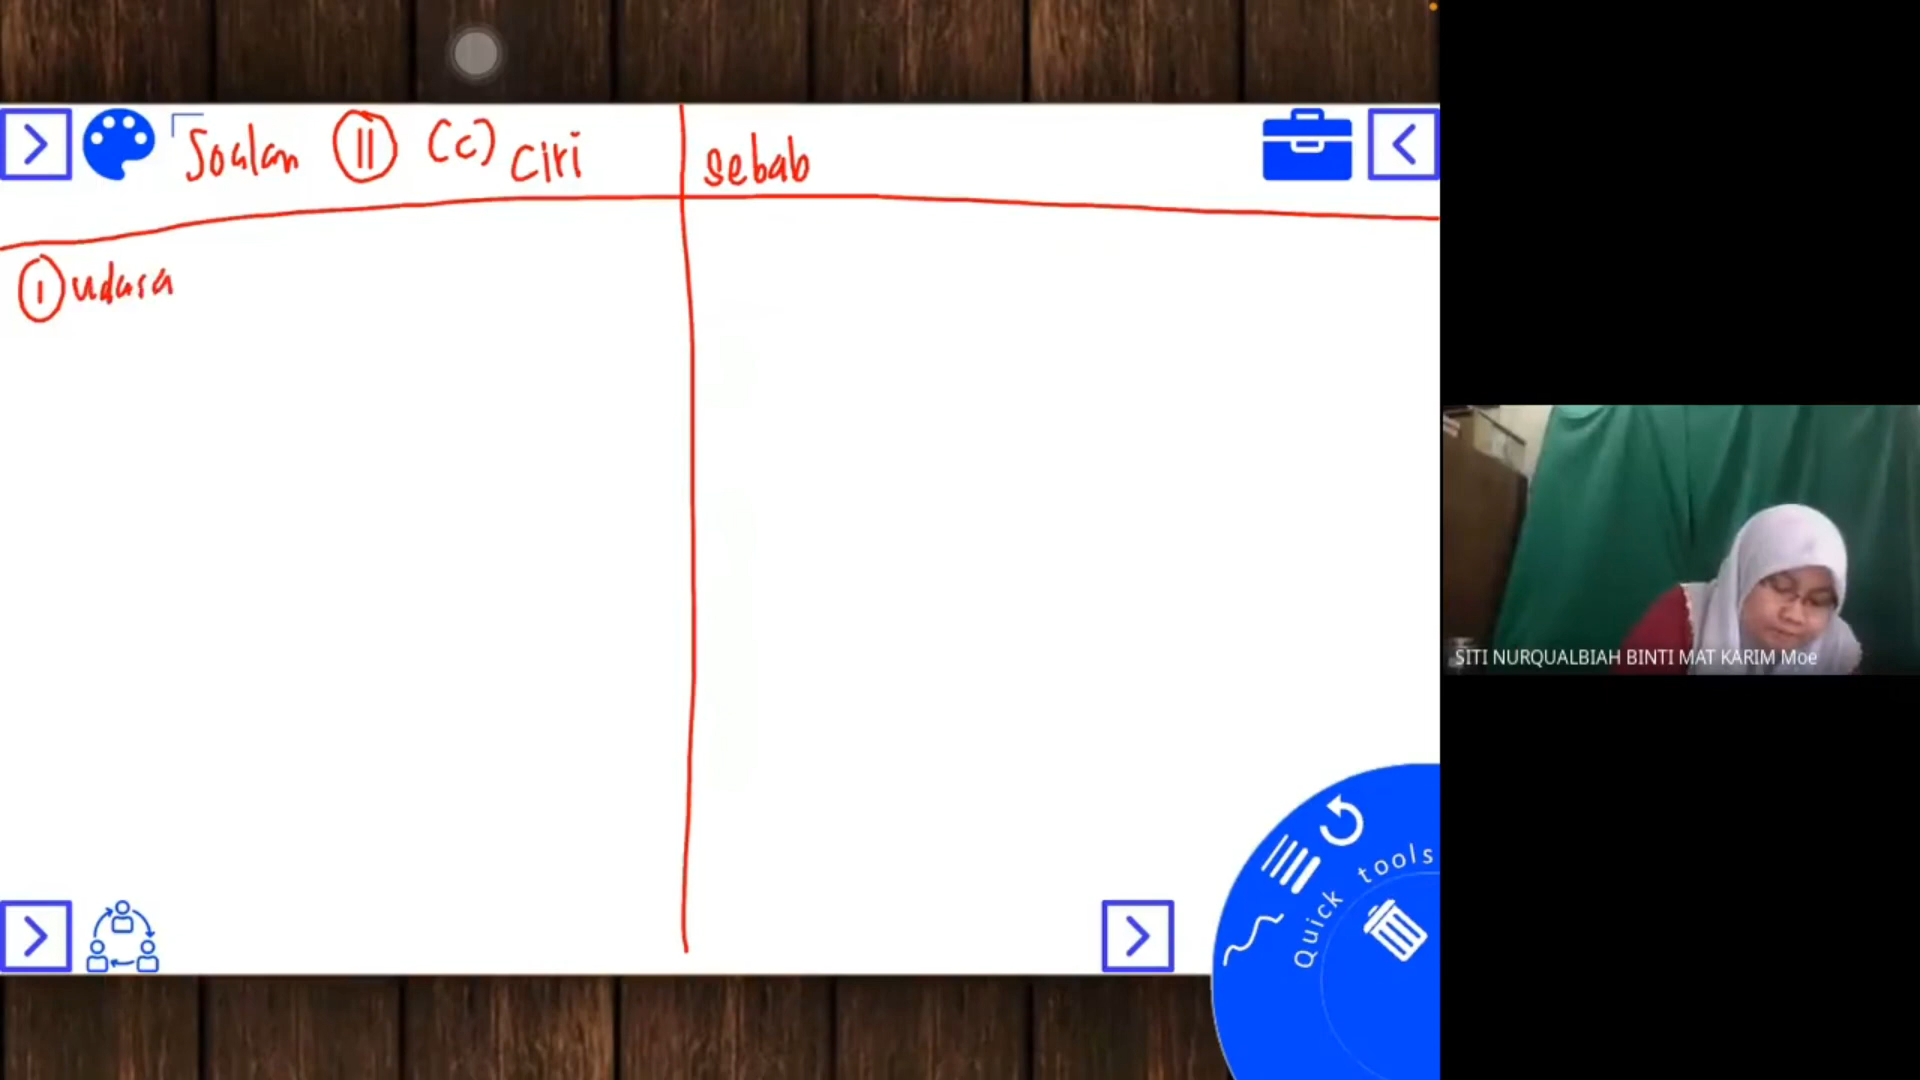 Soalan 11 (c) ciri
sebab
1 udara
Quick tools
SITI NURQUALBIAH BINTI MAT KARIM Moe